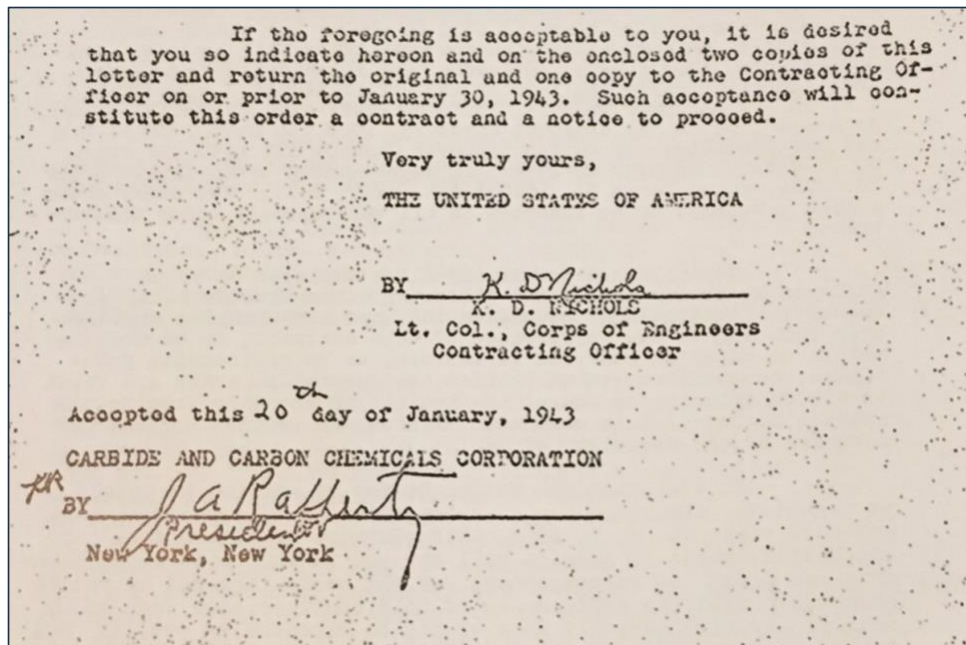 If the foregoing is acceptable to you, it is desired
that you so indicate hereon and on the enclosed two copies of this
letter and return the original and one copy to the Contracting Of-
ficer on or prior to January 30, 1943. Such acceptance will con-
stitute this order a contract and a notice to proceed.
Very truly yours,
THE UNITED STATES OF AMERICA
BY K. D. Nichols
K. D. NICHOLS
Lt. Col., Corps of Engineers
Contracting Officer
Accepted this 20th day of January, 1943
CARBIDE AND CARBON CHEMICALS CORPORATION
BY J A Rafferty
President
New York, New York